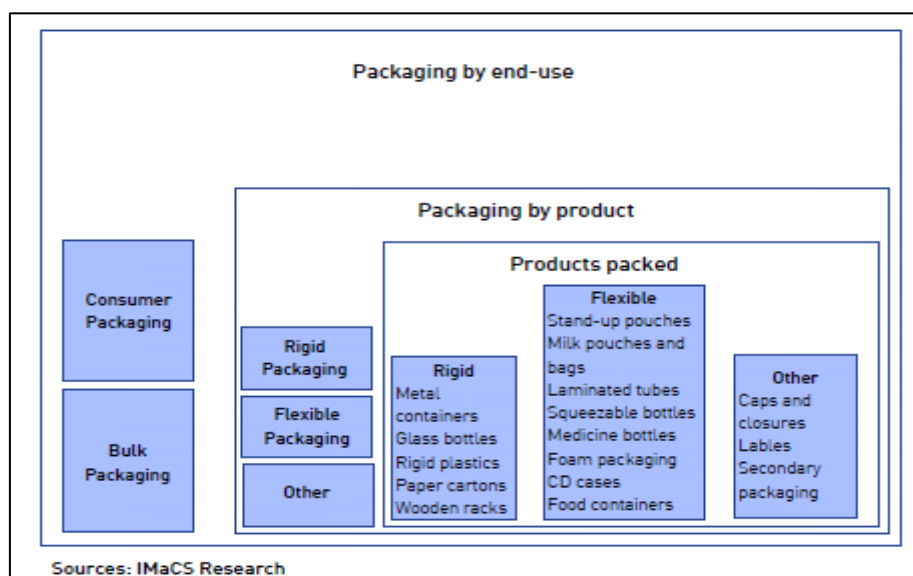 Packaging by end-use
Packaging by product
Products packed
Consumer
Packaging
Bulk
Packaging
Rigid
Packaging
Flexible
Packaging
Other
Rigid
Metal
containers
Glass bottles
Rigid plastics
Paper cartons
Wooden racks
Flexible
Stand-up pouches
Milk pouches and
bags
Laminated tubes
Squeezable bottles
Medicine bottles
Foam packaging
CD cases
Food containers
Other
Caps and
closures
Lables
Secondary
packaging
Sources: IMaCS Research